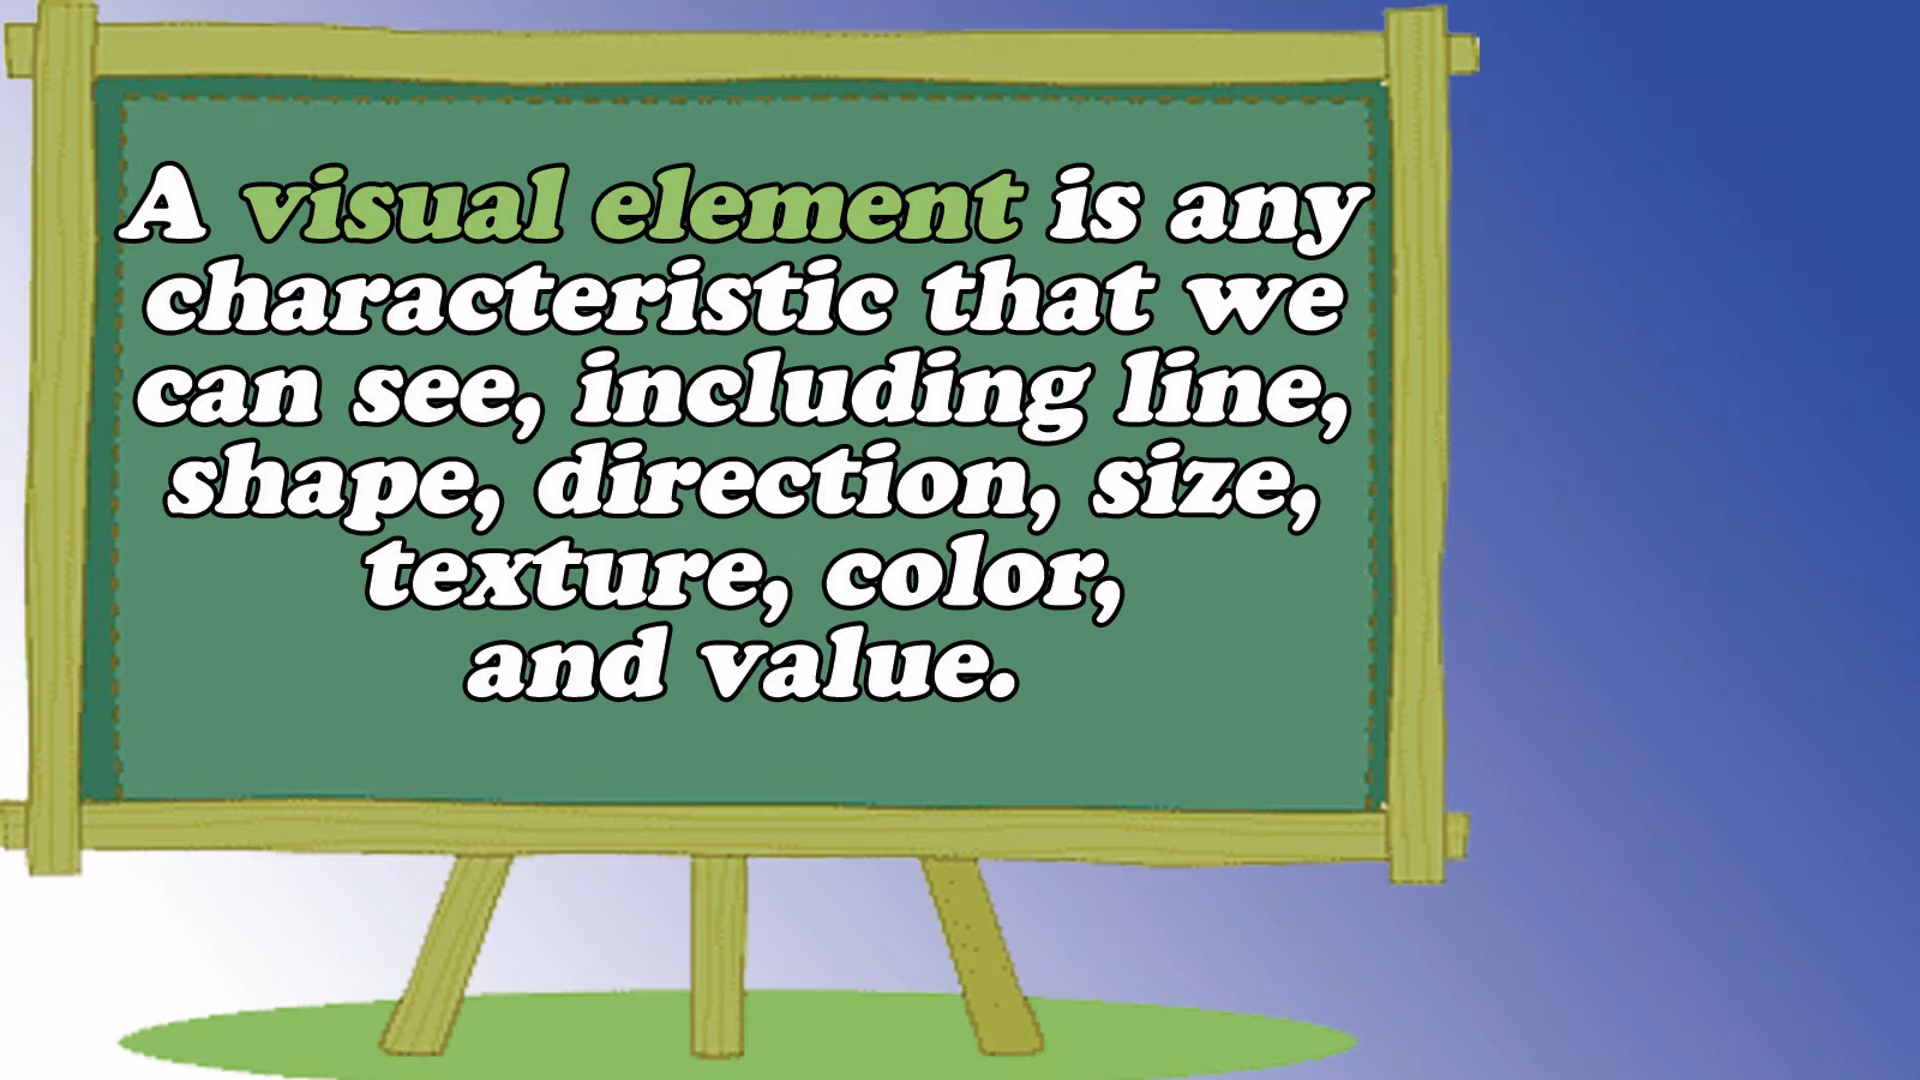 A visual element is any
characteristic that we
can see, including line,
shape, direction, size,
texture, color,
and value.